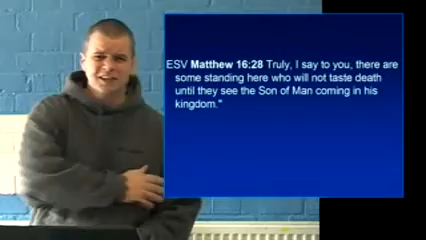 ESV Matthew 16:28 Truly, I say to you, there are
some standing here who will not taste death
until they see the Son of Man coming in his
kingdom."